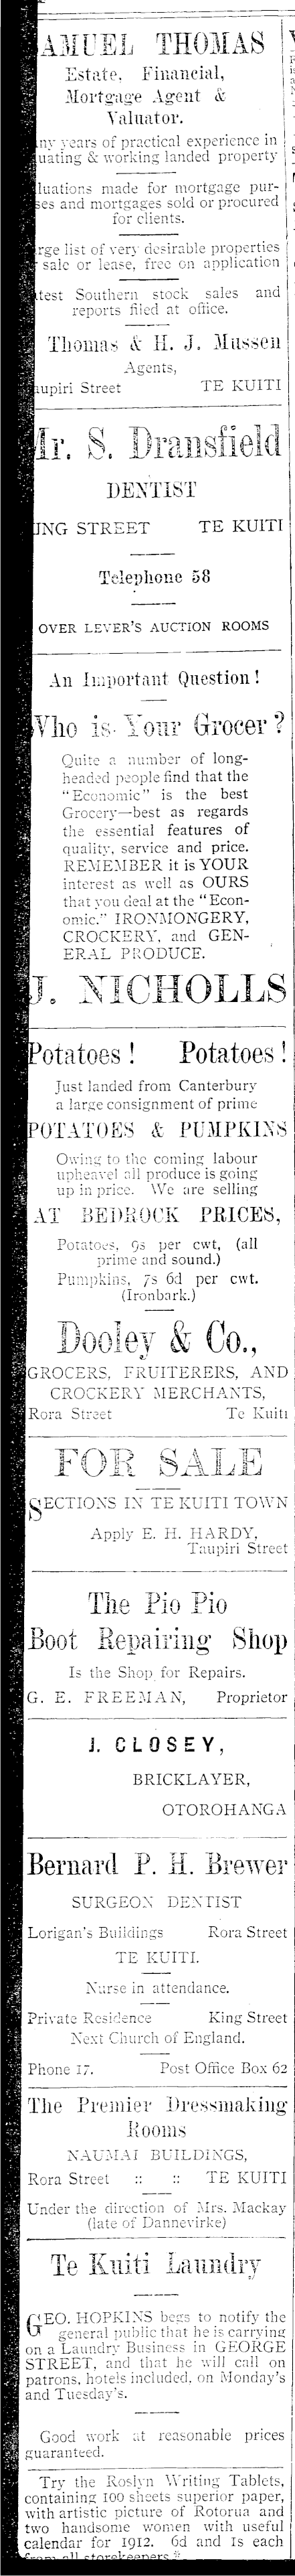 AMUEL THOMAS
Estate, Financial,
Mortgage Agent &
Valuator.
ny years of practical experience in
uating & working landed property
luations made for mortgage pur-
ses and mortgages sold or procured
for clients.
rge list of very desirable properties
sale or lease, free on application
test Southern stock sales and
reports filed at office.
Thomas & H. J. Mussen
Agents,
aupiri Street TE KUITI
Mr. S. Dransfield
DENTIST
ING STREET TE KUITI
Telephone 58
OVER LEVER'S AUCTION ROOMS
An Important Question!
Who is Your Grocer?
Quite a number of long-
headed people find that the
"Economic" is the best
Grocery—best as regards
the essential features of
quality, service and price.
REMEMBER it is YOUR
interest as well as OURS
that you deal at the "Econ-
omic." IRONMONGERY,
CROCKERY, and GEN-
ERAL PRODUCE.
J. NICHOLLS
Potatoes! Potatoes!
Just landed from Canterbury
a large consignment of prime
POTATOES & PUMPKINS
Owing to the coming labour
upheavel all produce is going
up in price. We are selling
AT BEDROCK PRICES,
Potatoes, 9s per cwt, (all
prime and sound.)
Pumpkins, 7s 6d per cwt.
(Ironbark.)
Dooley & Co.,
GROCERS, FRUITERERS, AND
CROCKERY MERCHANTS,
Rora Street Te Kuiti
FOR SALE
SECTIONS IN TE KUITI TOWN
Apply E. H. HARDY,
Taupiri Street
The Pio Pio
Boot Repairing Shop
Is the Shop for Repairs.
G. E. FREEMAN, Proprietor
J. CLOSEY,
BRICKLAYER,
OTOROHANGA
Bernard P. H. Brewer
SURGEON DENTIST
Lorigan's Buildings Rora Street
TE KUITI.
Nurse in attendance.
Private Residence King Street
Next Church of England.
Phone 17. Post Office Box 62
The Premier Dressmaking
Rooms
NAUMAI BUILDINGS,
Rora Street :: :: TE KUITI
Under the direction of Mrs. Mackay
(late of Dannevirke)
Te Kuiti Laundry
GEO. HOPKINS begs to notify the
general public that he is carrying
on a Laundry Business in GEORGE
STREET, and that he will call on
patrons, hotels included, on Monday's
and Tuesday's.
Good work at reasonable prices
guaranteed.
Try the Roslyn Writing Tablets,
containing 100 sheets superior paper,
with artistic picture of Rotorua and
two handsome women with useful
calendar for 1912. 6d and 1s each
from all storekeepers.